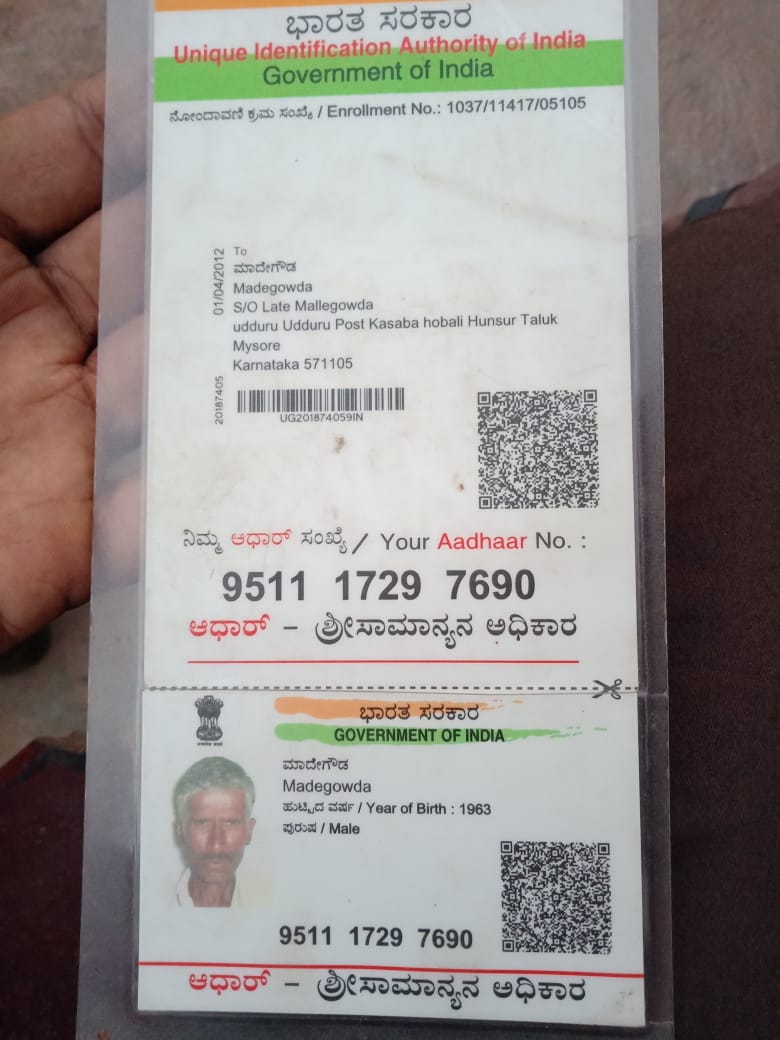 ಭಾರತ ಸರಕಾರ
Unique Identification Authority of India
Government of India
ನೋಂದಾವಣಿ ಕ್ರಮ ಸಂಖ್ಯೆ / Enrollment No.: 1037/11417/05105
01/04/2012
To
ಮಾದೇಗೌಡ
Madegowda
S/O Late Mallegowda
udduru Udduru Post Kasaba hobali Hunsur Taluk
Mysore
Karnataka 571105
20187405
UG201874059IN
ನಿಮ್ಮ ಆಧಾರ್ ಸಂಖ್ಯೆ / Your Aadhaar No. :
9511 1729 7690
ಆಧಾರ್ – ಶ್ರೀಸಾಮಾನ್ಯನ ಅಧಿಕಾರ
ಭಾರತ ಸರಕಾರ
GOVERNMENT OF INDIA
ಮಾದೇಗೌಡ
Madegowda
ಹುಟ್ಟಿದ ವರ್ಷ / Year of Birth : 1963
ಪುರುಷ / Male
9511 1729 7690
ಆಧಾರ್ – ಶ್ರೀಸಾಮಾನ್ಯನ ಅಧಿಕಾರ